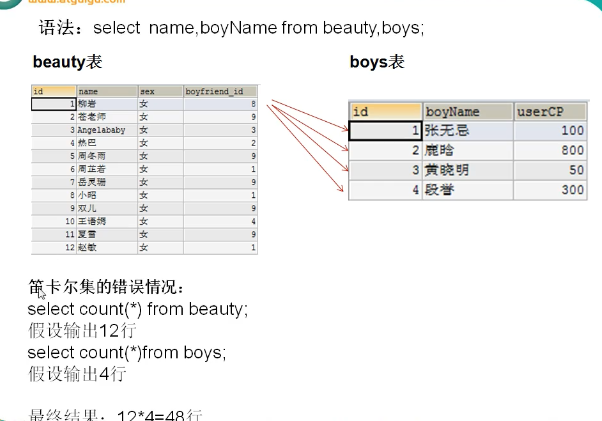 www.atguigu.com
语法：select name,boyName from beauty,boys;
beauty表
boys表
id name sex boyfriend_id
1 柳岩 女 8
2 苍老师 女 9
3 Angelababy 女 3
4 热巴 女 2
5 周冬雨 女 9
6 周芷若 女 1
7 岳灵珊 女 9
8 小昭 女 1
9 双儿 女 9
10 王语嫣 女 4
11 夏雪 女 9
12 赵敏 女 1
id boyName userCP
1 张无忌 100
2 鹿晗 800
3 黄晓明 50
4 段誉 300
笛卡尔集的错误情况：
select count(*) from beauty;
假设输出12行
select count(*)from boys;
假设输出4行
最终结果：12*4=48行